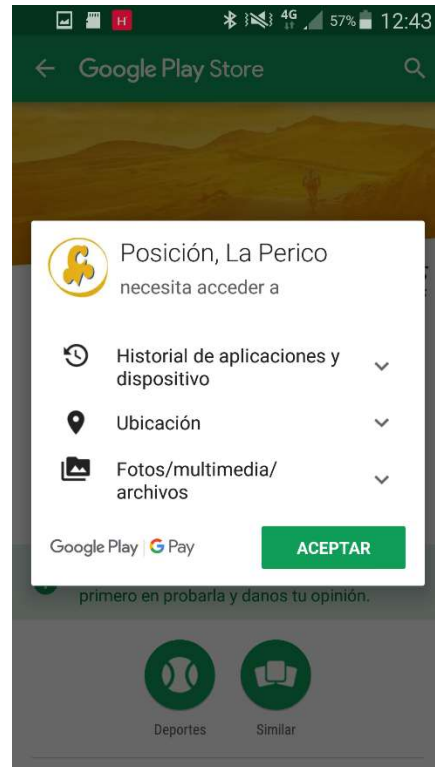 H 4G 57% 12:43
Google Play Store
Posición, La Perico
necesita acceder a
Historial de aplicaciones y
dispositivo
Ubicación
Fotos/multimedia/
archivos
Google Play G Pay ACEPTAR
primero en probarla y danos tu opinión.
Deportes Similar